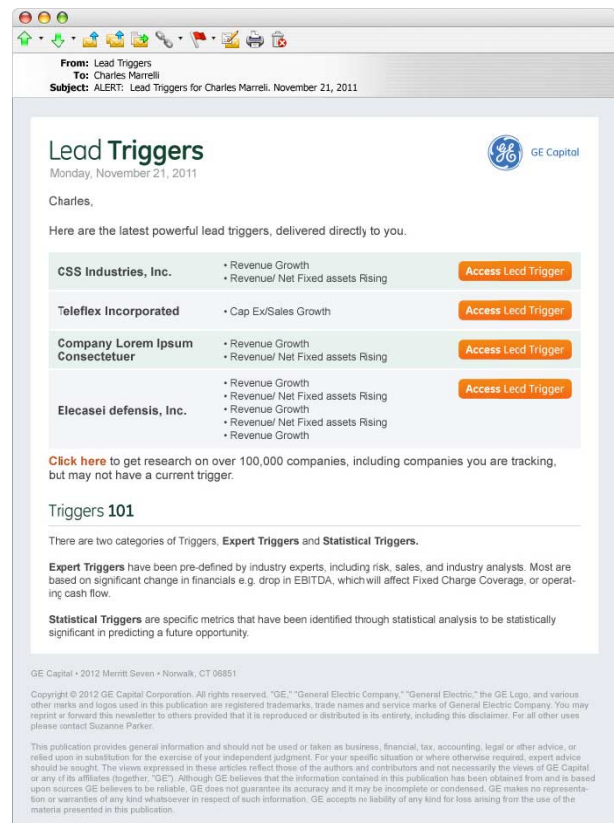 From: Lead Triggers
To: Charles Marrelli
Subject: ALERT: Lead Triggers for Charles Marreli. November 21, 2011
Lead Triggers
Monday, November 21, 2011
GE Capital
Charles,
Here are the latest powerful lead triggers, delivered directly to you.
CSS Industries, Inc.
• Revenue Growth
• Revenue/ Net Fixed assets Rising
Access Lead Trigger
Teleflex Incorporated
• Cap Ex/Sales Growth
Access Lead Trigger
Company Lorem Ipsum
Consectetuer
• Revenue Growth
• Revenue/ Net Fixed assets Rising
Access Lead Trigger
Elecasei defensis, Inc.
• Revenue Growth
• Revenue/ Net Fixed assets Rising
• Revenue Growth
• Revenue/ Net Fixed assets Rising
• Revenue Growth
Access Lead Trigger
Click here to get research on over 100,000 companies, including companies you are tracking,
but may not have a current trigger.
Triggers 101
There are two categories of Triggers, Expert Triggers and Statistical Triggers.
Expert Triggers have been pre-defined by industry experts, including risk, sales, and industry analysts. Most are
based on significant change in financials e.g. drop in EBITDA, which will affect Fixed Charge Coverage, or operat-
ing cash flow.
Statistical Triggers are specific metrics that have been identified through statistical analysis to be statistically
significant in predicting a future opportunity.
GE Capital • 2012 Merritt Seven • Norwalk, CT 06851
Copyright © 2012 GE Capital Corporation. All rights reserved. "GE," "General Electric Company," "General Electric," the GE Logo, and various
other marks and logos used in this publication are registered trademarks, trade names and service marks of General Electric Company. You may
reprint or forward this newsletter to others provided that it is reproduced or distributed in its entirety, including this disclaimer. For all other uses
please contact Suzanne Parker.
This publication provides general information and should not be used or taken as business, financial, tax, accounting, legal or other advice, or
relied upon in substitution for the exercise of your independent judgment. For your specific situation or where otherwise required, expert advice
should be sought. The views expressed in these articles reflect those of the authors and contributors and not necessarily the views of GE Capital
or any of its affiliates (together, "GE"). Although GE believes that the information contained in this publication has been obtained from and is based
upon sources GE believes to be reliable, GE does not guarantee its accuracy and it may be incomplete or condensed. GE makes no representa-
tion or warranties of any kind whatsoever in respect of such information. GE accepts no liability of any kind for loss arising from the use of the
materia presented in this publication.